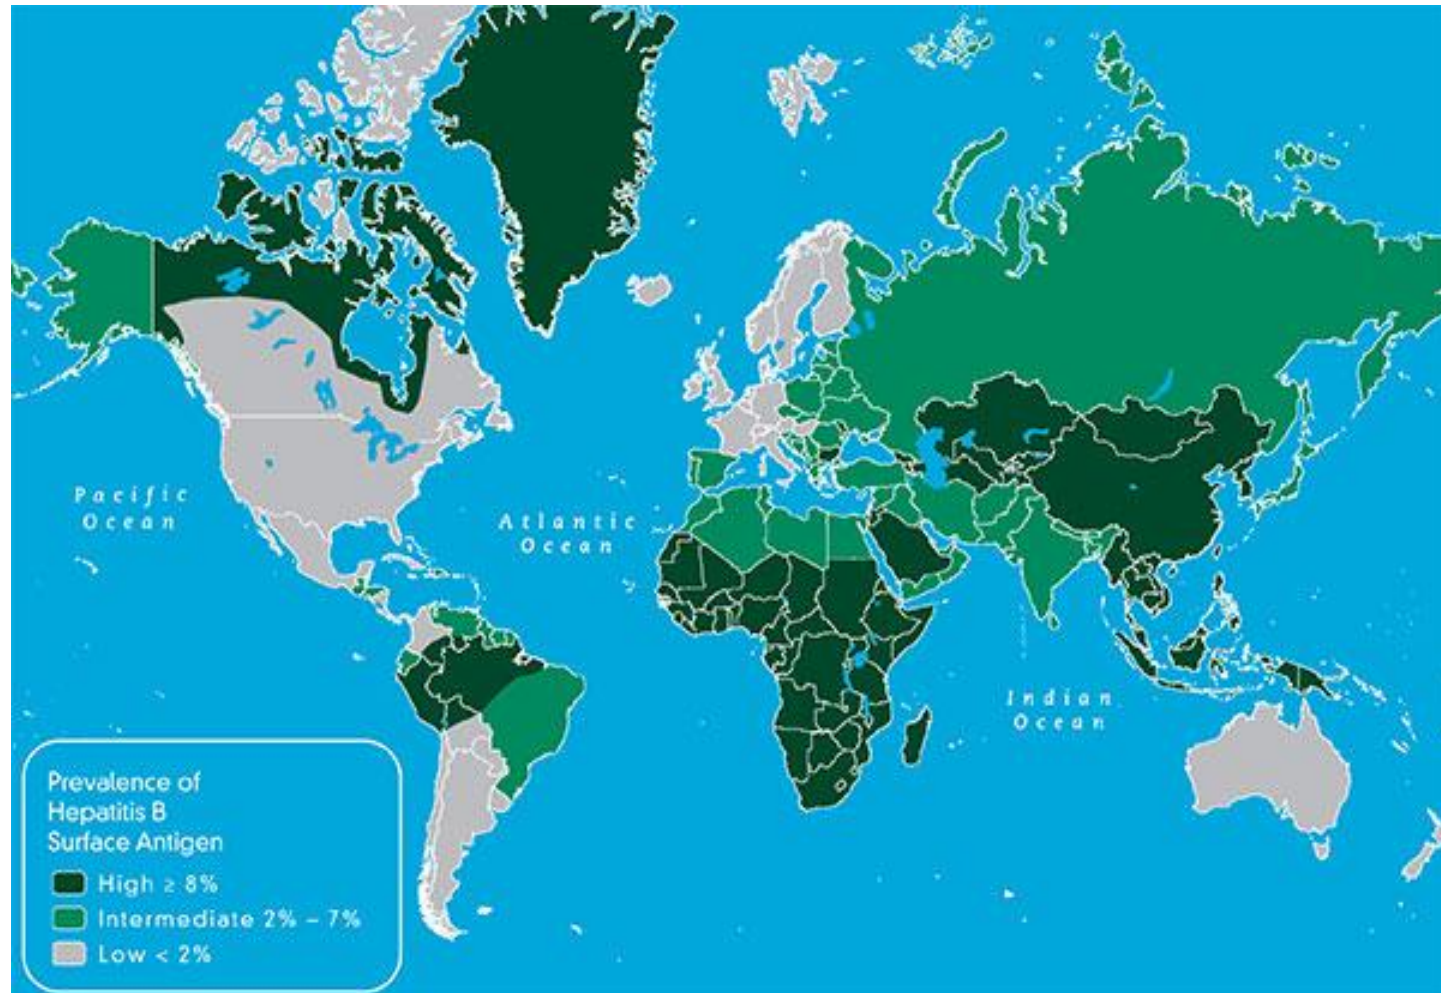 Pacific
Ocean
Atlantic
Ocean
Indian
Ocean
Prevalence of
Hepatitis B
Surface Antigen
High ≥ 8%
Intermediate 2% – 7%
Low < 2%